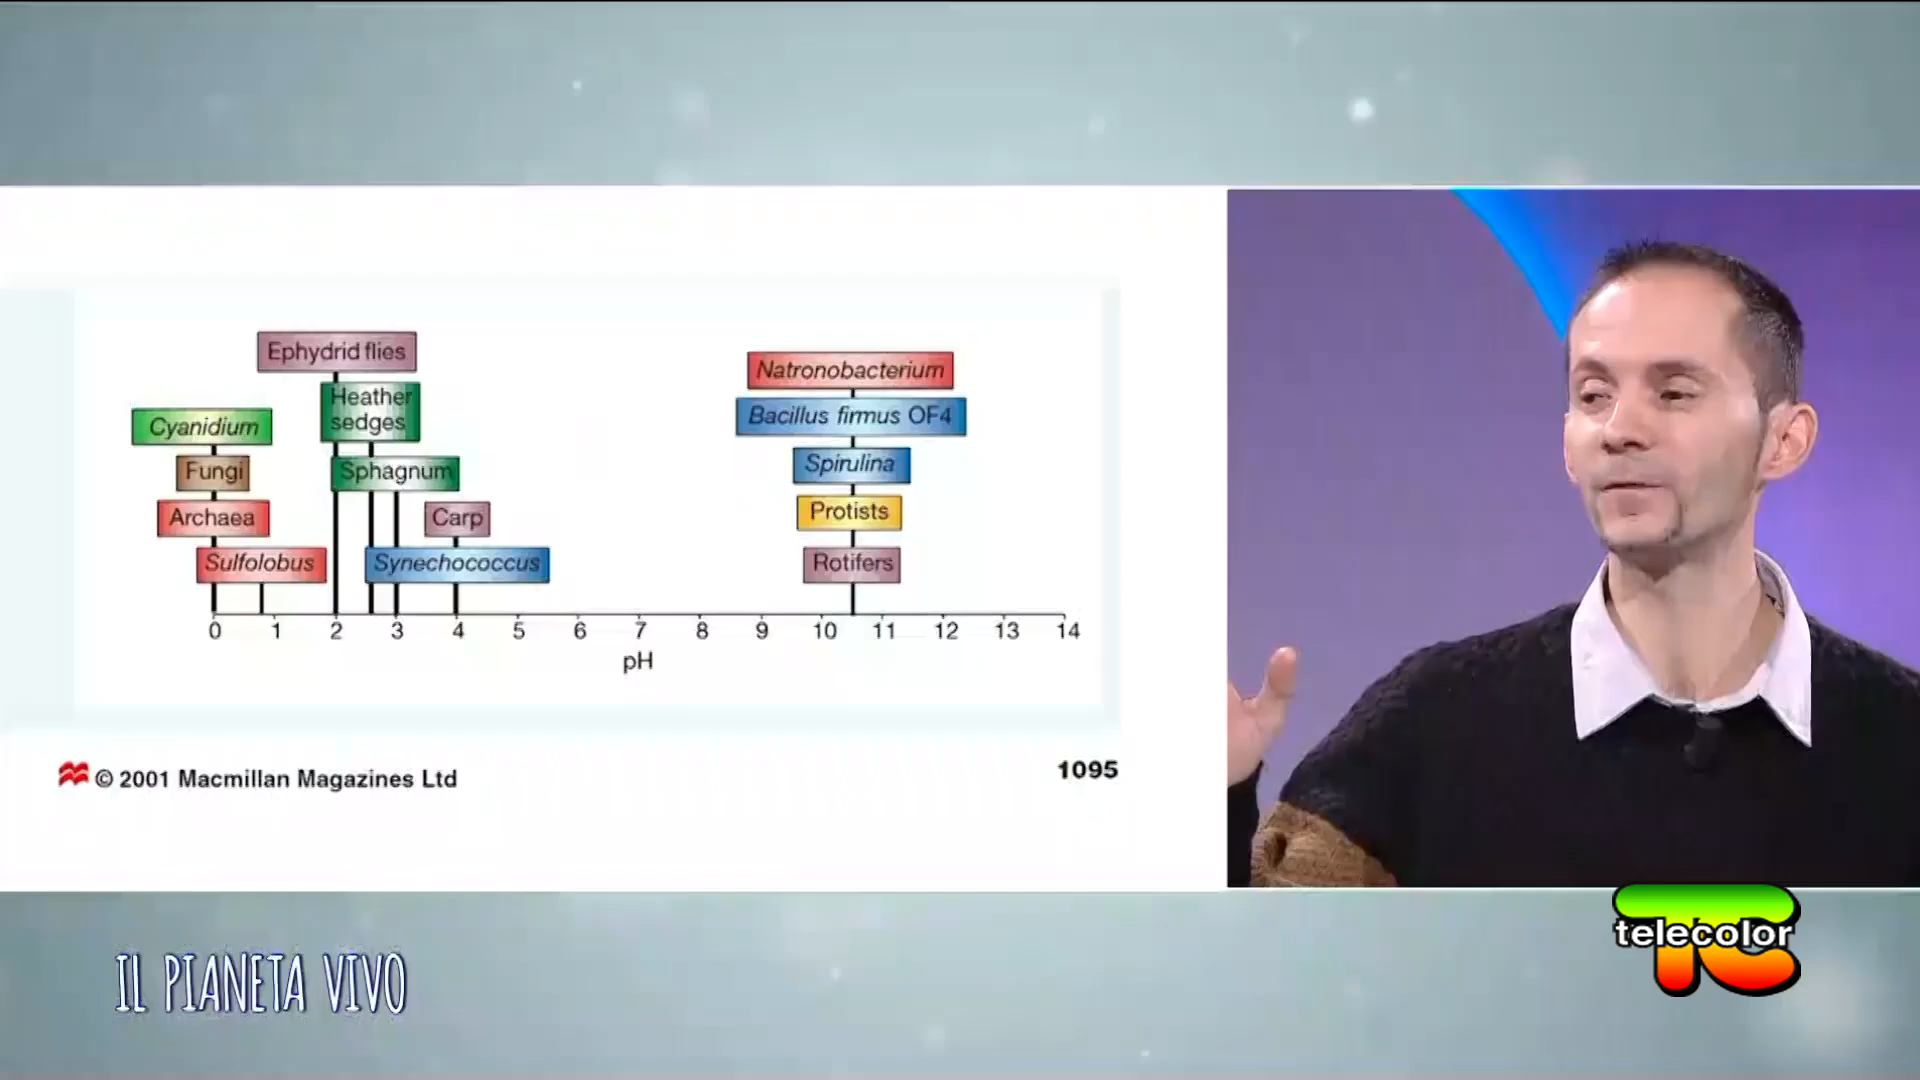 Ephydrid flies
Heather
sedges
Cyanidium
Fungi
Sphagnum
Archaea
Carp
Sulfolobus
Synechococcus
Natronobacterium
Bacillus firmus OF4
Spirulina
Protists
Rotifers
0 1 2 3 4 5 6 7 8 9 10 11 12 13 14
pH
© 2001 Macmillan Magazines Ltd
1095
IL PIANETA VIVO
telecolor
TC